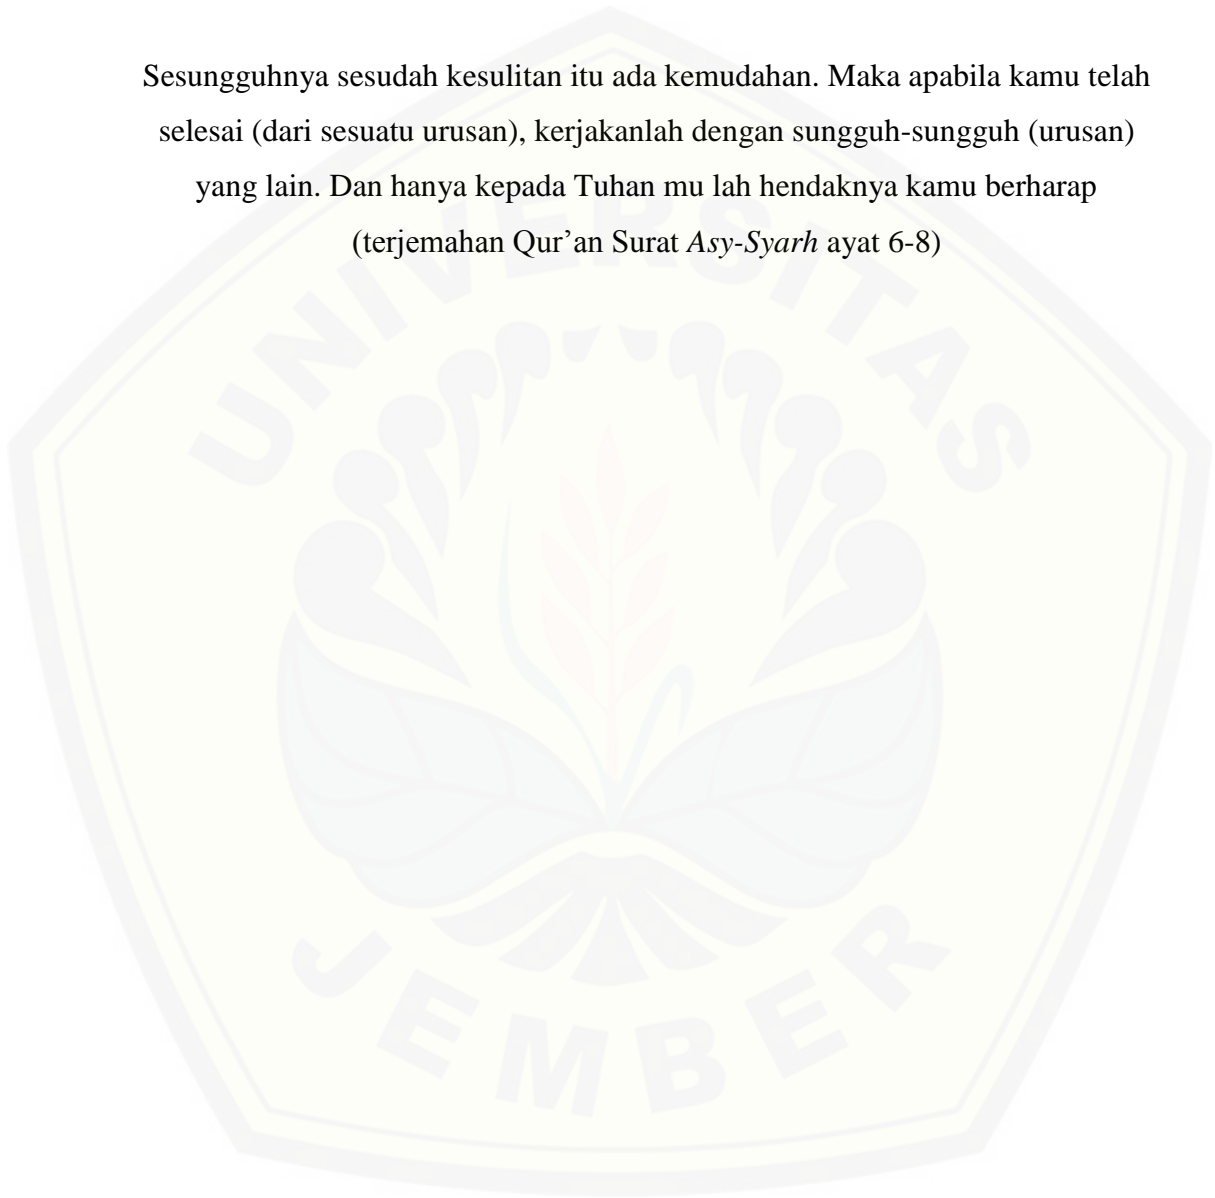 Sesungguhnya sesudah kesulitan itu ada kemudahan. Maka apabila kamu telah
selesai (dari sesuatu urusan), kerjakanlah dengan sungguh-sungguh (urusan)
yang lain. Dan hanya kepada Tuhan mu lah hendaknya kamu berharap
(terjemahan Qur’an Surat Asy-Syarh ayat 6-8)
UNIVERSITAS
JEMBER